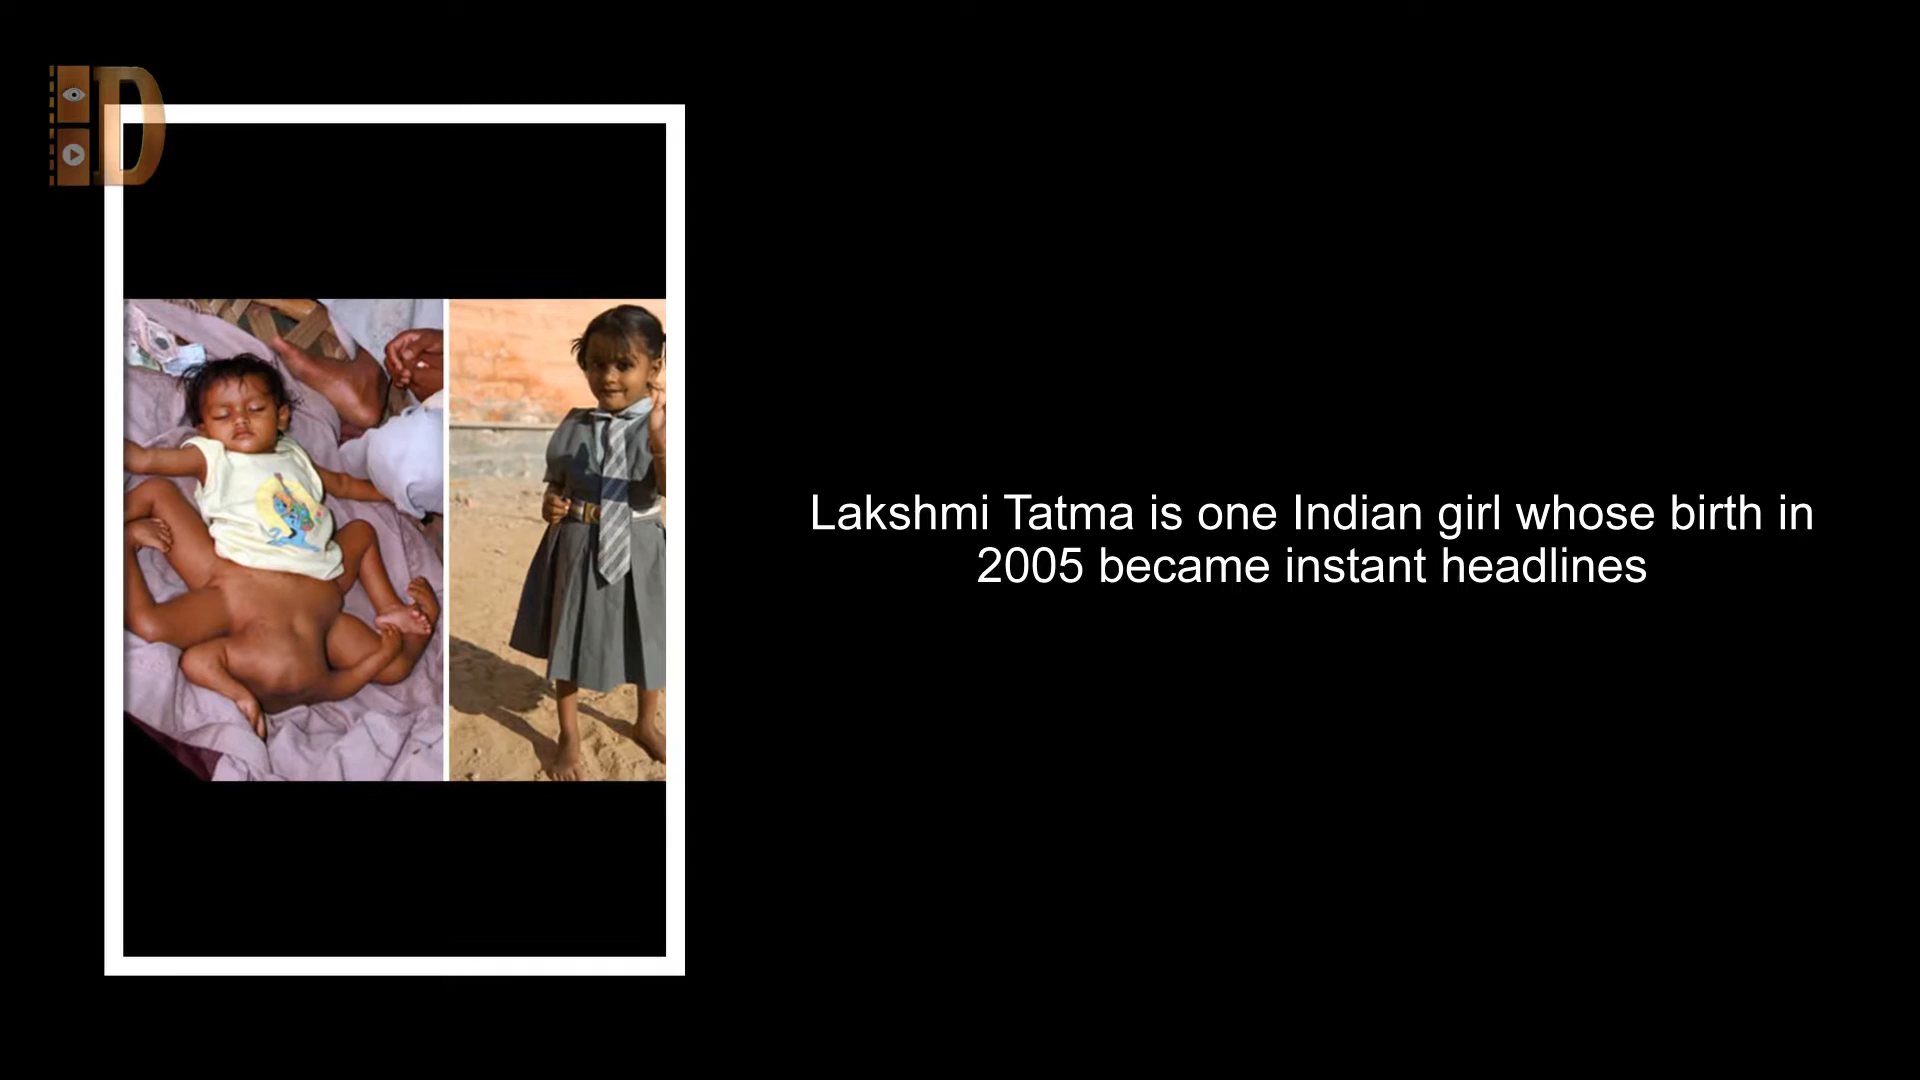 D
Lakshmi Tatma is one Indian girl whose birth in
2005 became instant headlines